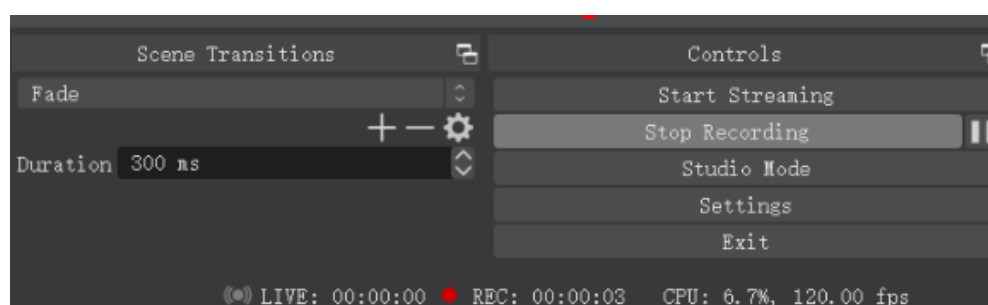 Scene Transitions
Fade
Duration 300 ms
Controls
Start Streaming
Stop Recording
Studio Mode
Settings
Exit
LIVE: 00:00:00 REC: 00:00:03 CPU: 6.7%, 120.00 fps